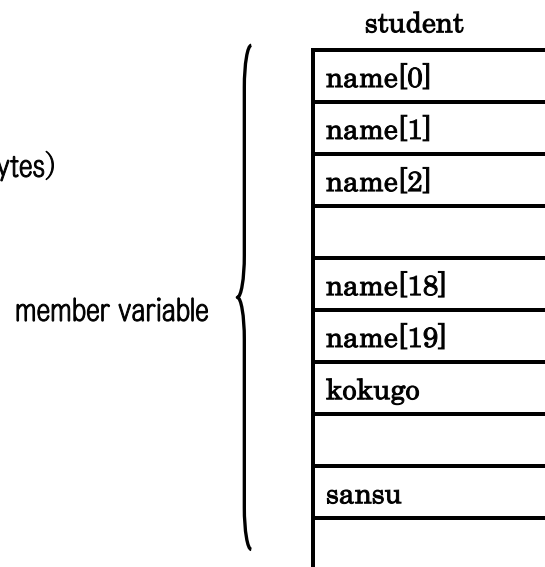 student
name[0]
name[1]
ytes)
name[2]
name[18]
member variable
name[19]
kokugo
sansu